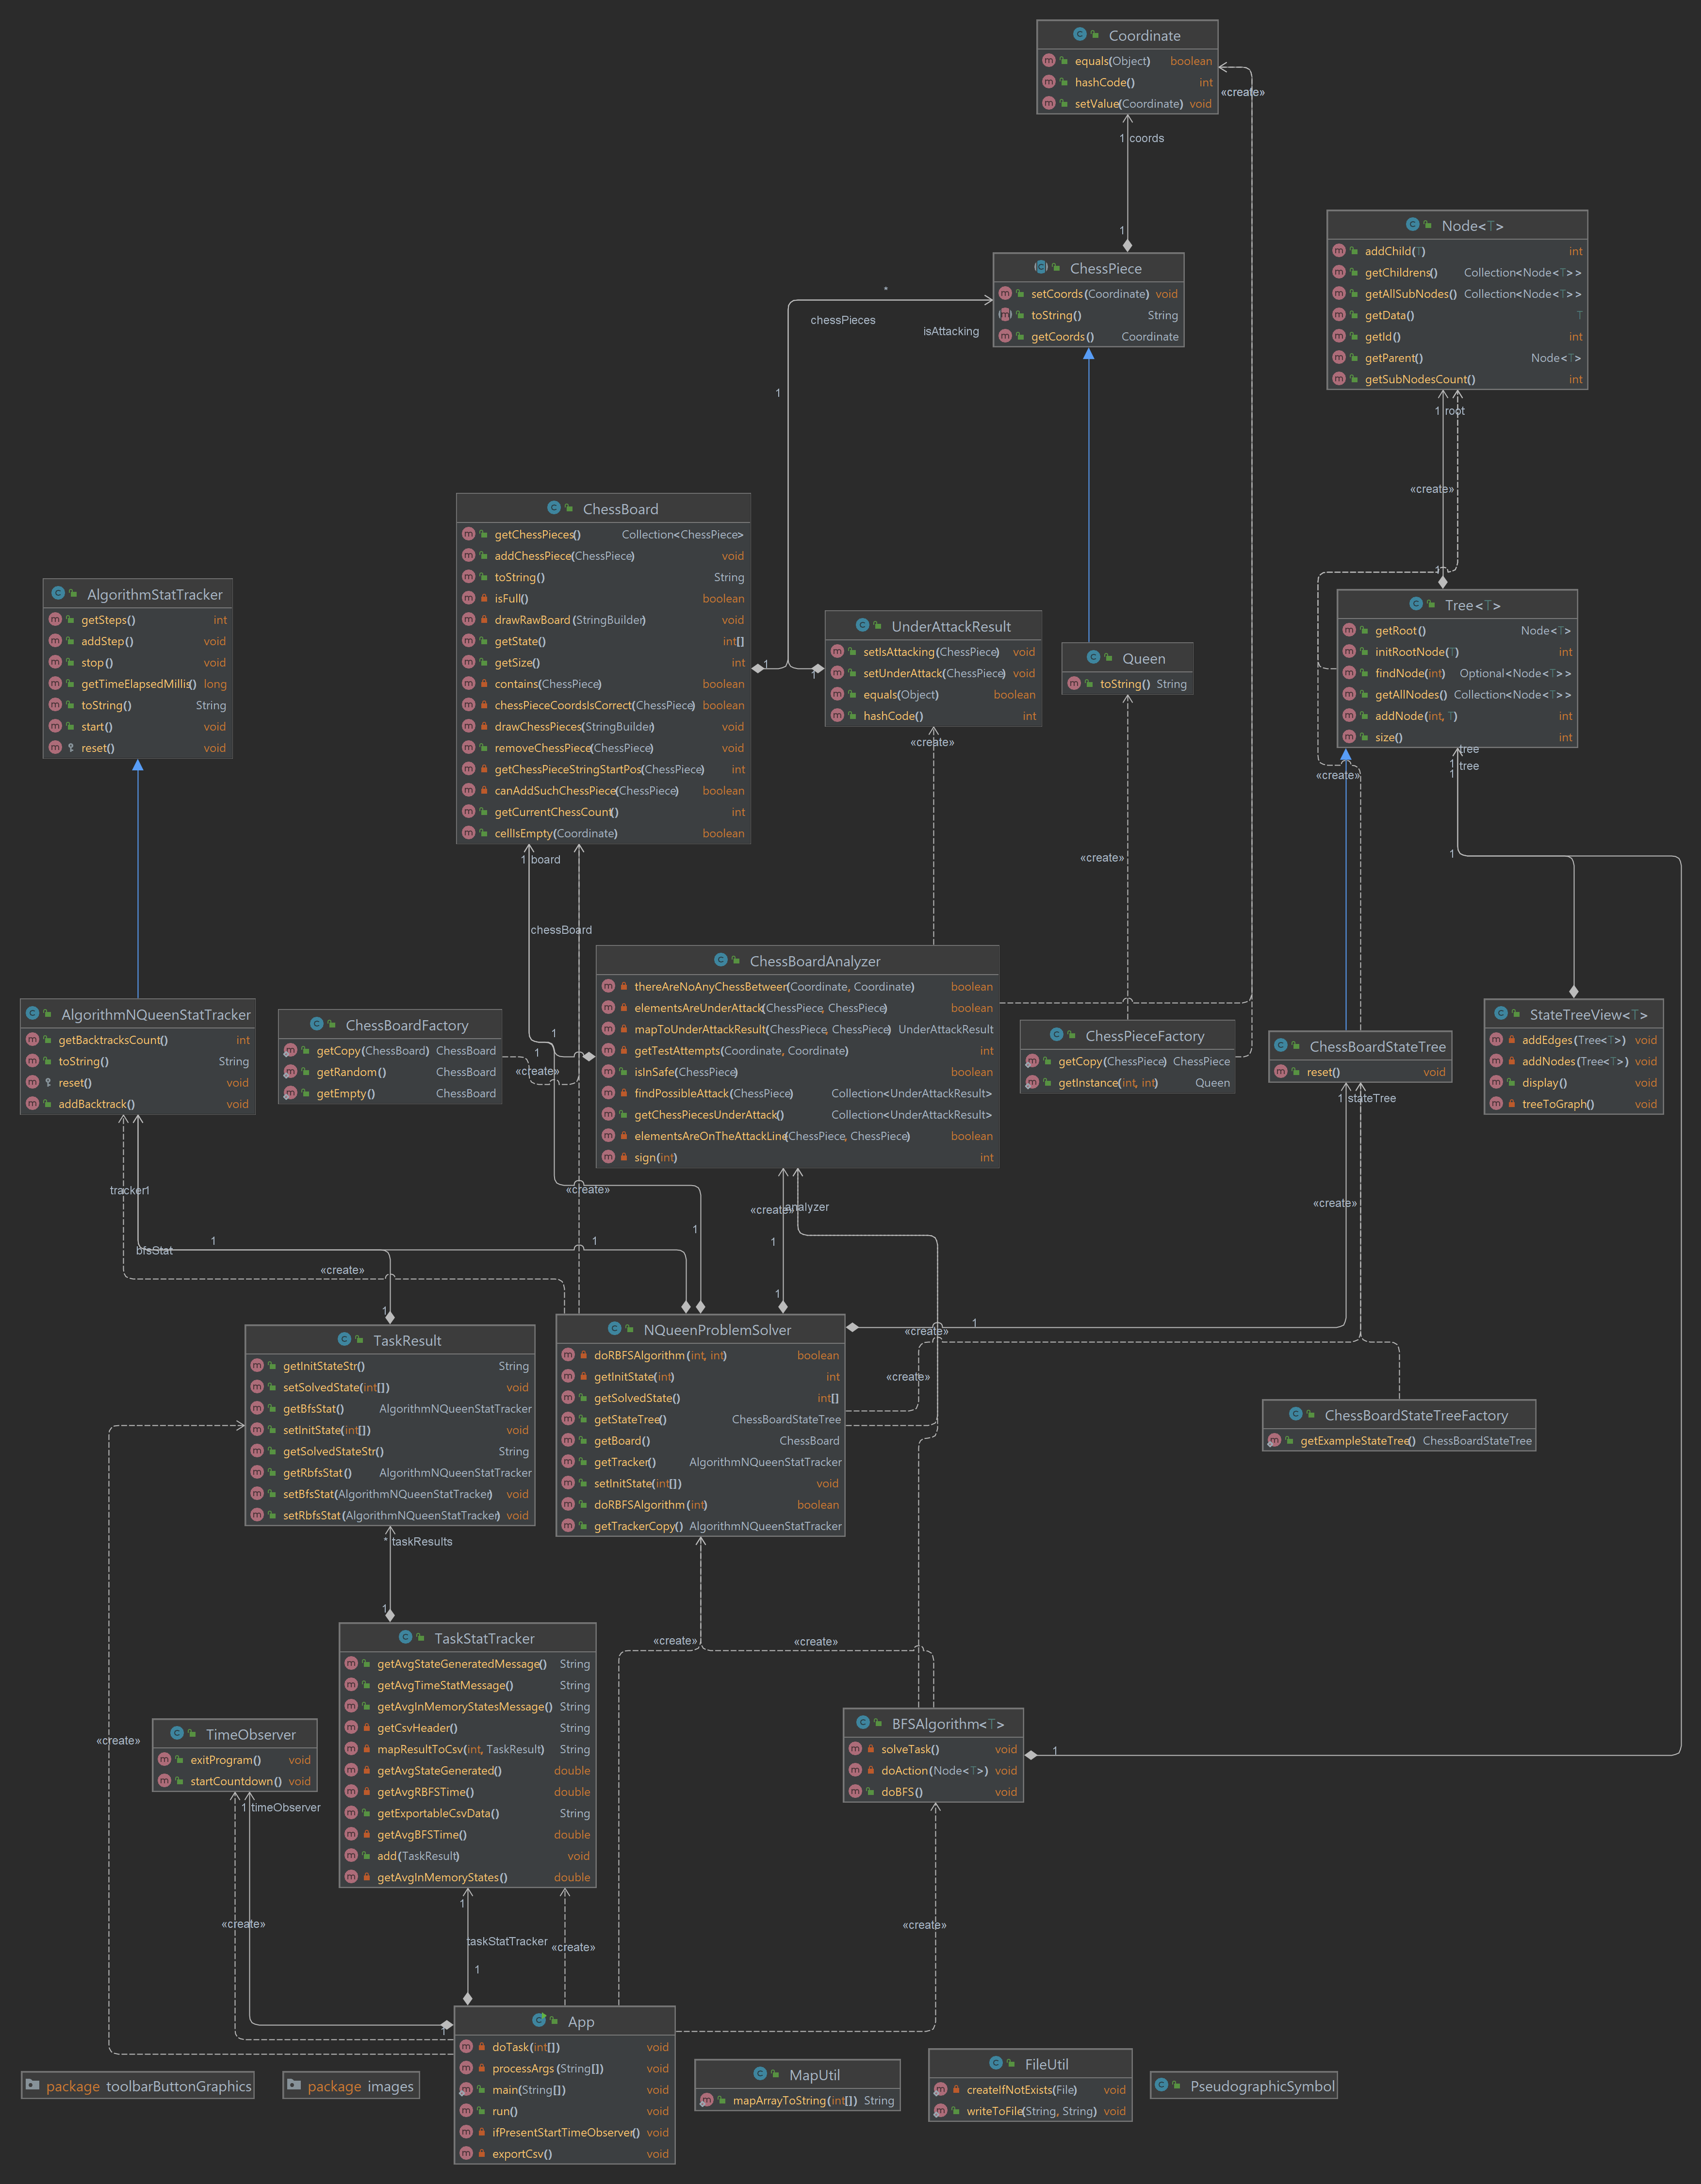 Coordinate
equals(Object) boolean
hashCode() int
setValue(Coordinate) void
«create»
1 coords
1
ChessPiece
setCoords(Coordinate) void
toString() String
getCoords() Coordinate
*
chessPieces
isAttacking
1
Node<T>
addChild(T) int
getChildrens() Collection<Node<T>>
getAllSubNodes() Collection<Node<T>>
getData() T
getId() int
getParent() Node<T>
getSubNodesCount() int
1 root
«create»
1
Tree<T>
getRoot() Node<T>
initRootNode(T) int
findNode(int) Optional<Node<T>>
getAllNodes() Collection<Node<T>>
addNode(int, T) int
size() int
tree
1 tree
1
«create»
1
ChessBoard
getChessPieces() Collection<ChessPiece>
addChessPiece(ChessPiece) void
toString() String
isFull() boolean
drawRawBoard(StringBuilder) void
getState() int[]
getSize() int
contains(ChessPiece) boolean
chessPieceCoordsIsCorrect(ChessPiece) boolean
drawChessPieces(StringBuilder) void
removeChessPiece(ChessPiece) void
getChessPieceStringStartPos(ChessPiece) int
canAddSuchChessPiece(ChessPiece) boolean
getCurrentChessCount() int
cellIsEmpty(Coordinate) boolean
1
1
UnderAttackResult
setIsAttacking(ChessPiece) void
setUnderAttack(ChessPiece) void
equals(Object) boolean
hashCode() int
«create»
Queen
toString() String
«create»
AlgorithmStatTracker
getSteps() int
addStep() void
stop() void
getTimeElapsedMillis() long
toString() String
start() void
reset() void
1 board
chessBoard
1
1
«create»
ChessBoardAnalyzer
thereAreNoAnyChessBetween(Coordinate, Coordinate) boolean
elementsAreUnderAttack(ChessPiece, ChessPiece) boolean
mapToUnderAttackResult(ChessPiece, ChessPiece) UnderAttackResult
getTestAttempts(Coordinate, Coordinate) int
isInSafe(ChessPiece) boolean
findPossibleAttack(ChessPiece) Collection<UnderAttackResult>
getChessPiecesUnderAttack() Collection<UnderAttackResult>
elementsAreOnTheAttackLine(ChessPiece, ChessPiece) boolean
sign(int) int
AlgorithmNQueenStatTracker
getBacktracksCount() int
toString() String
reset() void
addBacktrack() void
ChessBoardFactory
getCopy(ChessBoard) ChessBoard
getRandom() ChessBoard
getEmpty() ChessBoard
ChessPieceFactory
getCopy(ChessPiece) ChessPiece
getInstance(int, int) Queen
ChessBoardStateTree
reset() void
1 stateTree
StateTreeView<T>
addEdges(Tree<T>) void
addNodes(Tree<T>) void
display() void
treeToGraph() void
tracker1
bfsStat
1
1
«create»
«create»
1
«create»
analyzer
1
1
«create»
1
1
«create»
«create»
TaskResult
getInitStateStr() String
setSolvedState(int[]) void
getBfsStat() AlgorithmNQueenStatTracker
setInitState(int[]) void
getSolvedStateStr() String
getRbfsStat() AlgorithmNQueenStatTracker
setBfsStat(AlgorithmNQueenStatTracker) void
setRbfsStat(AlgorithmNQueenStatTracker) void
NQueenProblemSolver
doRBFSAlgorithm(int, int) boolean
getInitState(int) int
getSolvedState() int[]
getStateTree() ChessBoardStateTree
getBoard() ChessBoard
getTracker() AlgorithmNQueenStatTracker
setInitState(int[]) void
doRBFSAlgorithm(int) boolean
getTrackerCopy() AlgorithmNQueenStatTracker
ChessBoardStateTreeFactory
getExampleStateTree() ChessBoardStateTree
* taskResults
1
«create»
«create»
TaskStatTracker
getAvgStateGeneratedMessage() String
getAvgTimeStatMessage() String
getAvgInMemoryStatesMessage() String
getCsvHeader() String
mapResultToCsv(int, TaskResult) String
getAvgStateGenerated() double
getAvgRBFSTime() double
getExportableCsvData() String
getAvgBFSTime() double
add(TaskResult) void
getAvgInMemoryStates() double
«create»
TimeObserver
exitProgram() void
startCountdown() void
1 timeObserver
BFSAlgorithm<T>
solveTask() void
doAction(Node<T>) void
doBFS() void
1
1
«create»
taskStatTracker
«create»
1
«create»
1
App
doTask(int[]) void
processArgs(String[]) void
main(String[]) void
run() void
ifPresentStartTimeObserver() void
exportCsv() void
package toolbarButtonGraphics
package images
MapUtil
mapArrayToString(int[]) String
FileUtil
createIfNotExists(File) void
writeToFile(String, String) void
PseudographicSymbol